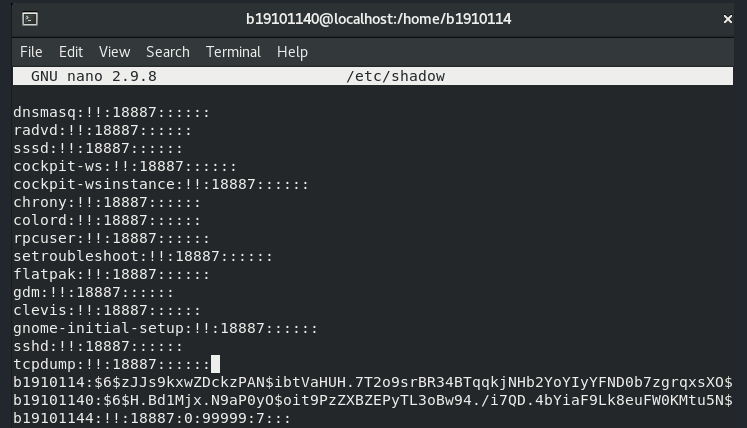 b19101140@localhost:/home/b1910114
×
File Edit View Search Terminal Help
GNU nano 2.9.8 /etc/shadow
dnsmasq:!!:18887::::::
radvd:!!:18887::::::
sssd:!!:18887::::::
cockpit-ws:!!:18887::::::
cockpit-wsinstance:!!:18887::::::
chrony:!!:18887::::::
colord:!!:18887::::::
rpcuser:!!:18887::::::
setroubleshoot:!!:18887::::::
flatpak:!!:18887::::::
gdm:!!:18887::::::
clevis:!!:18887::::::
gnome-initial-setup:!!:18887::::::
sshd:!!:18887::::::
tcpdump:!!:18887::::::
b1910114:$6$zJJs9kxwZDckzPAN$ibtVaHUH.7T2o9srBR34BTqqkjNHb2YoYIyYFND0b7zgrqxsXO$
b19101140:$6$H.Bd1Mjx.N9aP0yO$oit9PzZXBZEPyTL3oBw94./i7QD.4bYiaF9Lk8euFW0KMtu5N$
b19101144:!!:18887:0:99999:7:::